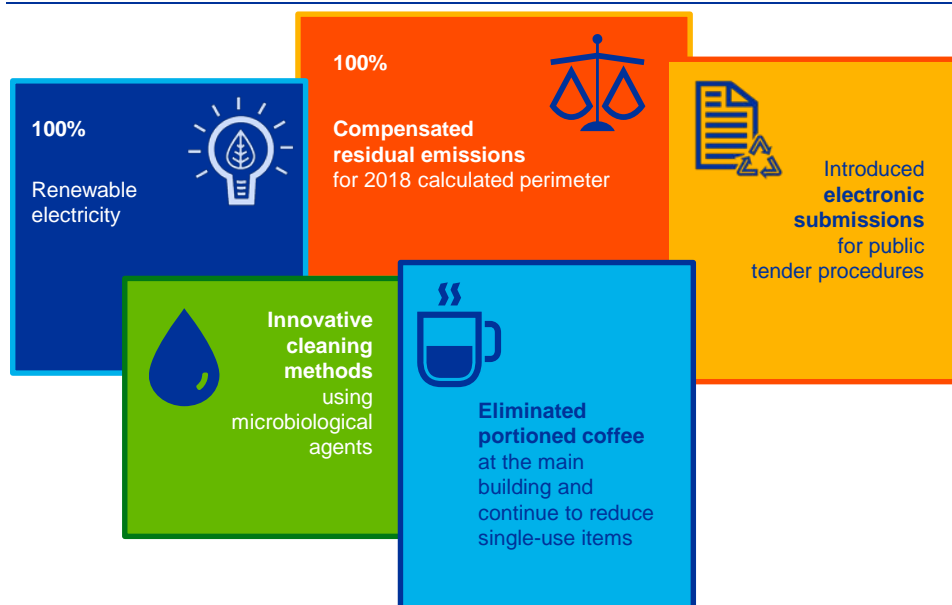 100%
Renewable
electricity
100%
Compensated
residual emissions
for 2018 calculated perimeter
Introduced
electronic
submissions
for public
tender procedures
Innovative
cleaning
methods
using
microbiological
agents
Eliminated
portioned coffee
at the main
building and
continue to reduce
single-use items